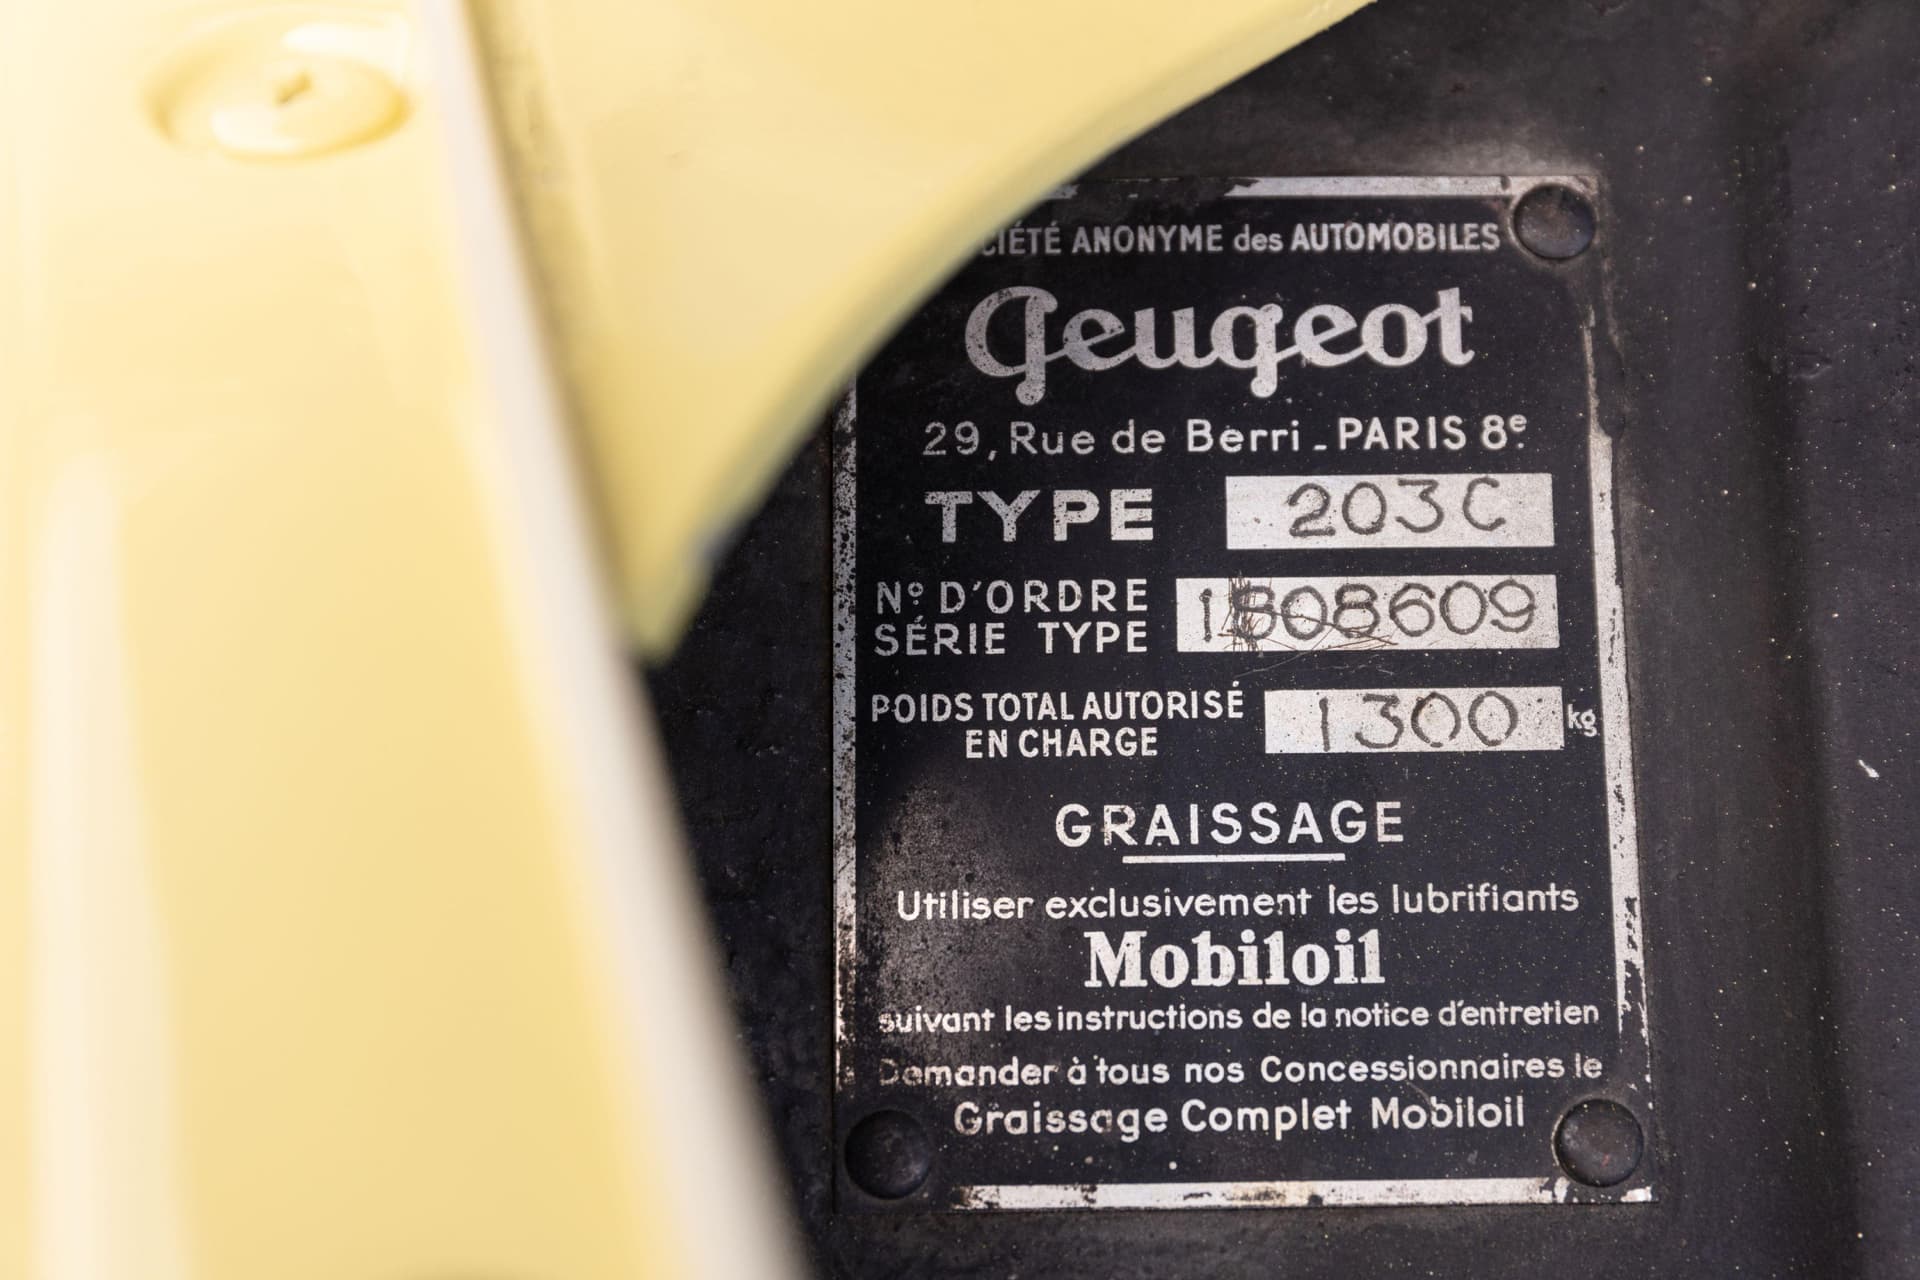 CIÉTÉ ANONYME des AUTOMOBILES
Peugeot
29, Rue de Berri - PARIS 8e.
TYPE 203C
No D'ORDRE
SÉRIE TYPE 1808609
POIDS TOTAL AUTORISÉ
EN CHARGE 1300 kg
GRAISSAGE
Utiliser exclusivement les lubrifiants
Mobiloil
suivant les instructions de la notice d'entretien
Demander à tous nos Concessionnaires le
Graissage Complet Mobiloil